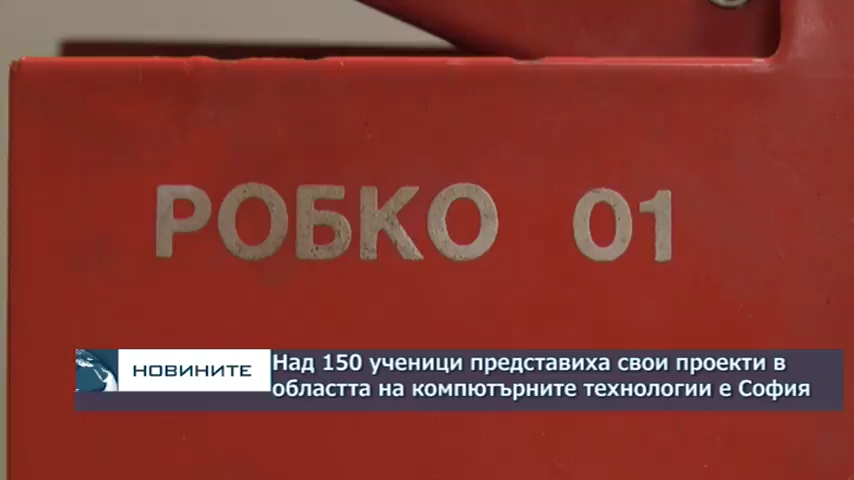 РОБКО 01
НОВИНИТЕ
Над 150 ученици представиха свои проекти в
областта на компютърните технологии е София